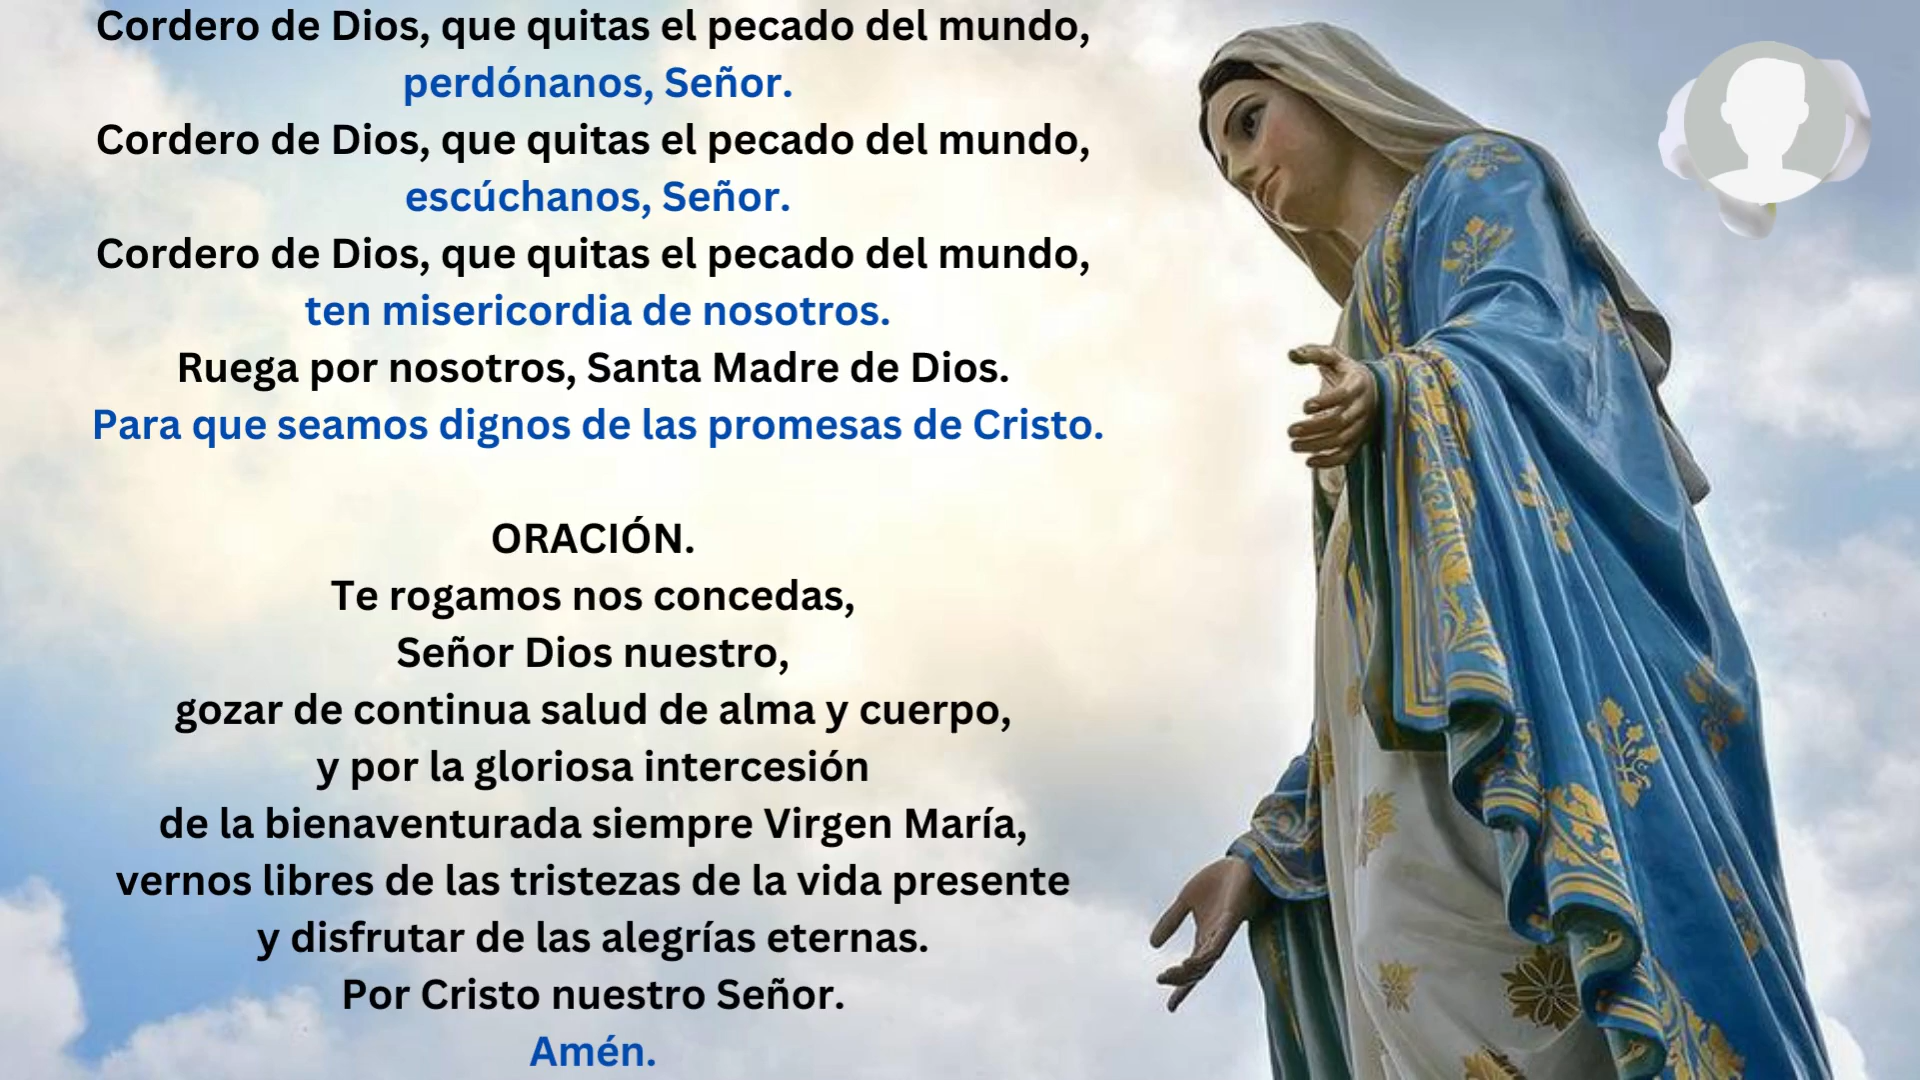 Cordero de Dios, que quitas el pecado del mundo,
perdónanos, Señor.
Cordero de Dios, que quitas el pecado del mundo,
escúchanos, Señor.
Cordero de Dios, que quitas el pecado del mundo,
ten misericordia de nosotros.
Ruega por nosotros, Santa Madre de Dios.
Para que seamos dignos de las promesas de Cristo.
ORACIÓN.
Te rogamos nos concedas,
Señor Dios nuestro,
gozar de continua salud de alma y cuerpo,
y por la gloriosa intercesión
de la bienaventurada siempre Virgen María,
vernos libres de las tristezas de la vida presente
y disfrutar de las alegrías eternas.
Por Cristo nuestro Señor.
Amén.